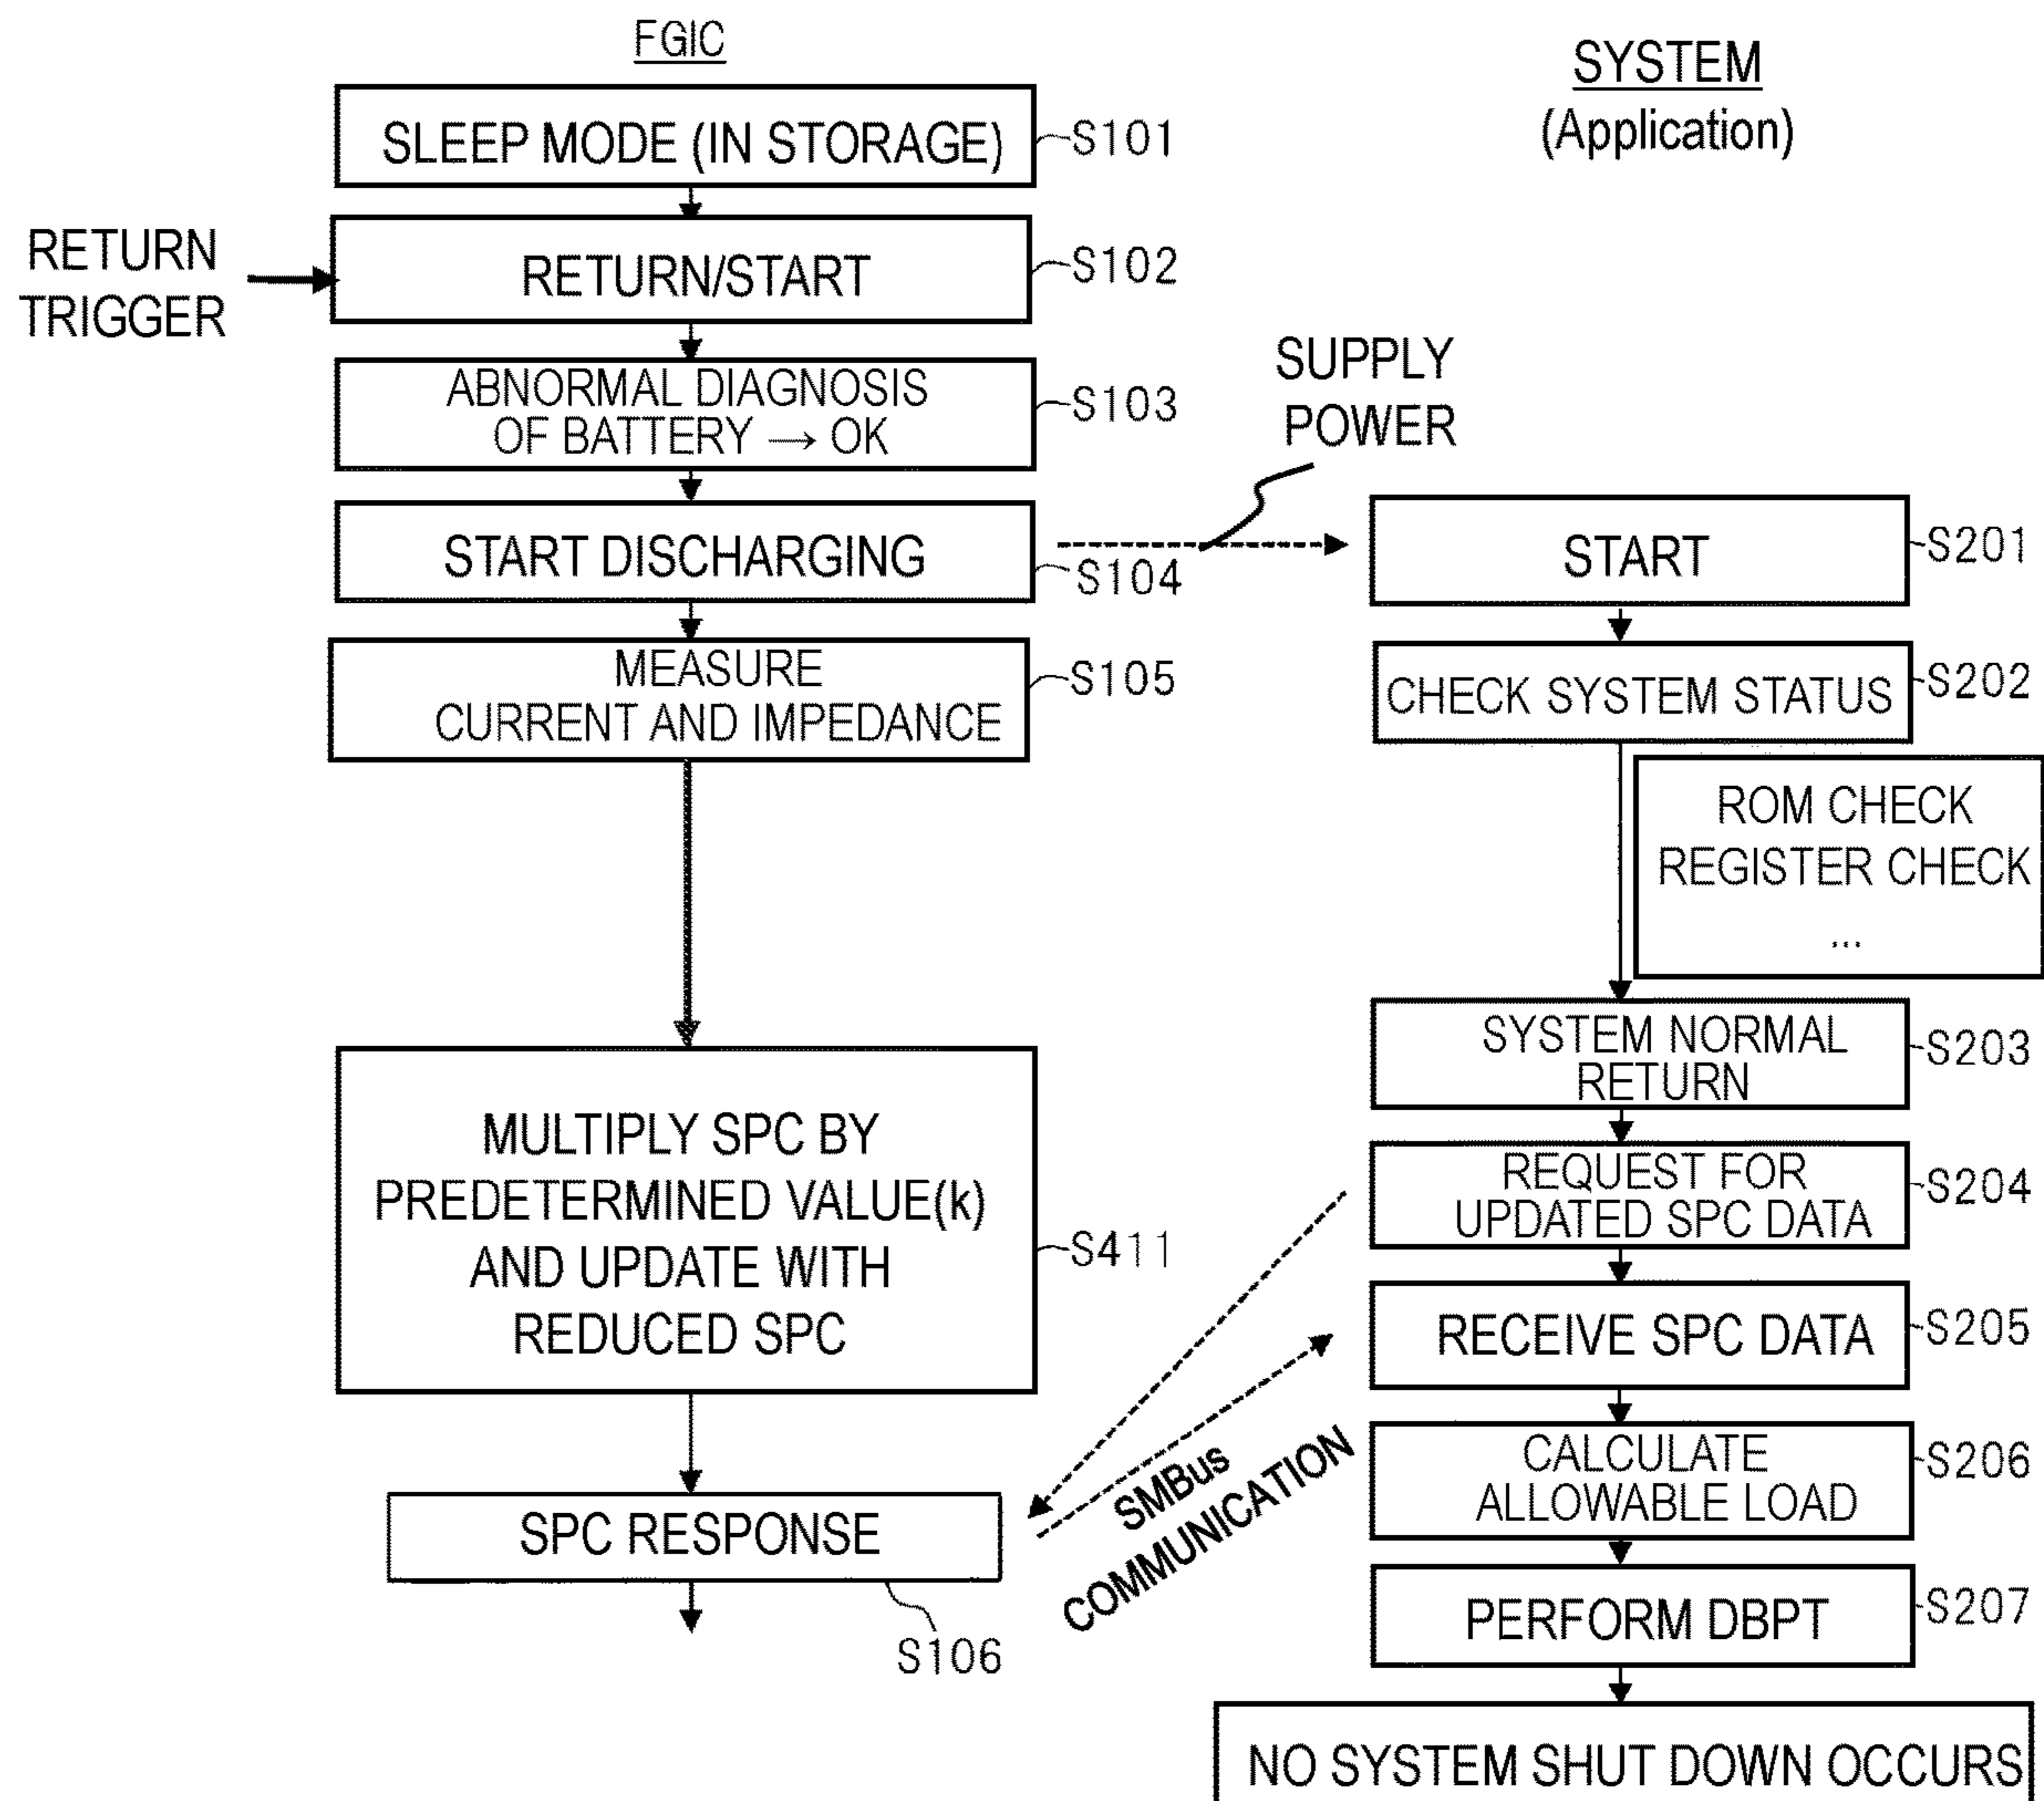 FGIC
SLEEP MODE (IN STORAGE)
S101
RETURN
TRIGGER
RETURN/START
S102
ABNORMAL DIAGNOSIS
OF BATTERY → OK
S103
START DISCHARGING
S104
MEASURE
CURRENT AND IMPEDANCE
S105
MULTIPLY SPC BY
PREDETERMINED VALUE(k)
AND UPDATE WITH
REDUCED SPC
S411
SPC RESPONSE
S106
SUPPLY
POWER
SMBus
COMMUNICATION
SYSTEM
(Application)
START
S201
CHECK SYSTEM STATUS
S202
ROM CHECK
REGISTER CHECK
...
SYSTEM NORMAL
RETURN
S203
REQUEST FOR
UPDATED SPC DATA
S204
RECEIVE SPC DATA
S205
CALCULATE
ALLOWABLE LOAD
S206
PERFORM DBPT
S207
NO SYSTEM SHUT DOWN OCCURS